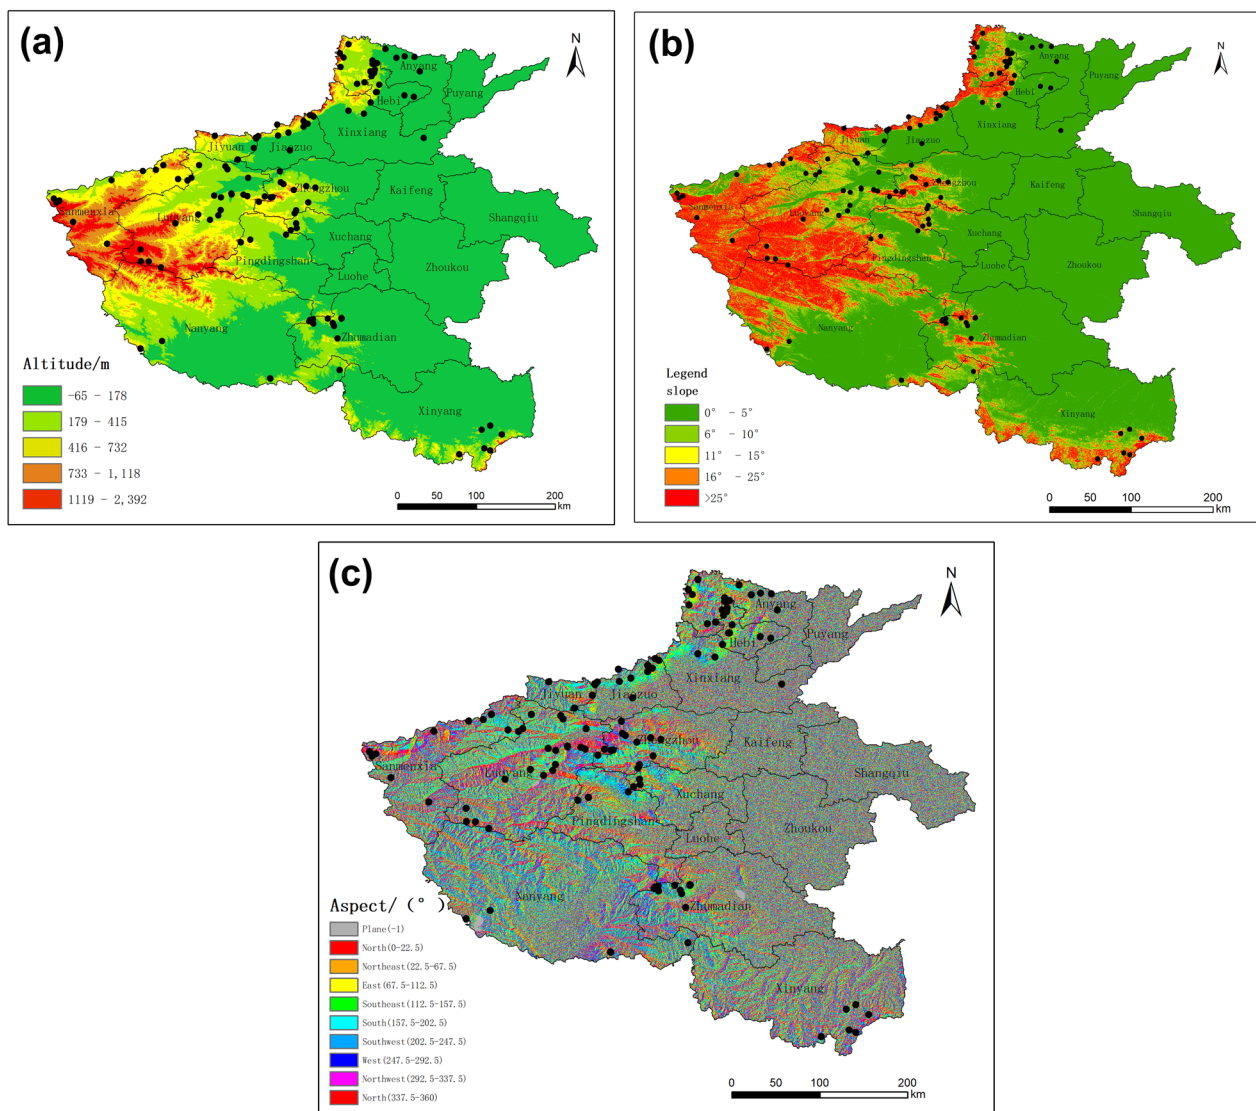 (a)
N
Anyang
Puyang
Hebi
Xinxiang
Jiyuan
Jiaozuo
Zhengzhou
Kaifeng
Sanmenxia
Luoyang
Shangqiu
Xuchang
Pingdingshan
Luohe
Zhoukou
Nanyang
Zhumadian
Xinyang
Altitude/m
-65 - 178
179 - 415
416 - 732
733 - 1,118
1119 - 2,392
0 50 100 200
km
(b)
N
Anyang
Puyang
Hebi
Xinxiang
Jiyuan
Jiaozuo
Zhengzhou
Kaifeng
Sanmenxia
Luoyang
Shangqiu
Xuchang
Pingdingshan
Luohe
Zhoukou
Nanyang
Zhumadian
Xinyang
Legend
slope
0° - 5°
6° - 10°
11° - 15°
16° - 25°
>25°
0 50 100 200
km
(c)
N
Anyang
Puyang
Hebi
Xinxiang
Jiyuan
Jiaozuo
Zhengzhou
Kaifeng
Sanmenxia
Luoyang
Shangqiu
Xuchang
Pingdingshan
Luohe
Zhoukou
Nanyang
Zhumadian
Xinyang
Aspect/（°）
Plane(-1)
North(0-22.5)
Northeast(22.5-67.5)
East(67.5-112.5)
Southeast(112.5-157.5)
South(157.5-202.5)
Southwest(202.5-247.5)
West(247.5-292.5)
Northwest(292.5-337.5)
North(337.5-360)
0 50 100 200
km